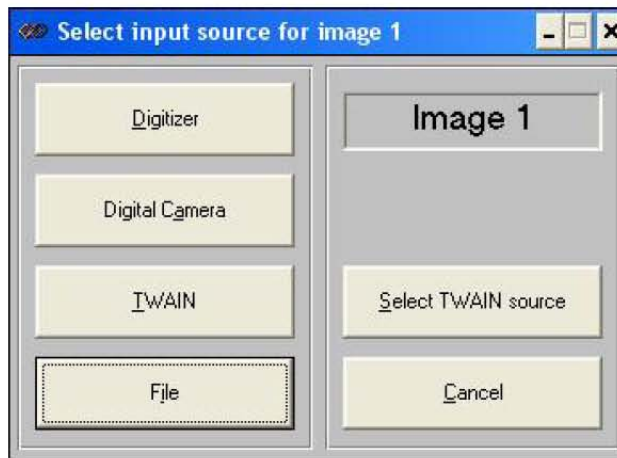 Select input source for image 1
Digitizer
Digital Camera
TWAIN
File
Image 1
Select TWAIN source
Cancel